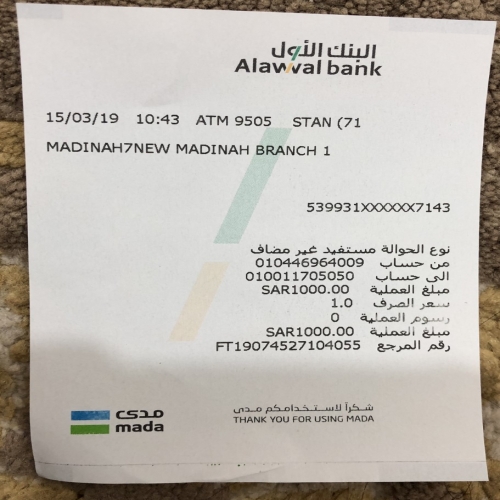 البنك الأول
Alawwal bank
15/03/19 10:43 ATM 9505 STAN (71
MADINAH7NEW MADINAH BRANCH 1
539931XXXXXX7143
نوع الحوالة مستفيد غير مضاف
من حساب 010446964009
الى حساب 010011705050
مبلغ العملية SAR1000.00
سعر الصرف 1.0
رسوم العملية 0
مبلغ العملية SAR1000.00
رقم المرجع FT19074527104055
شكراً لاستخدامكم مدى
THANK YOU FOR USING MADA
مدى
mada